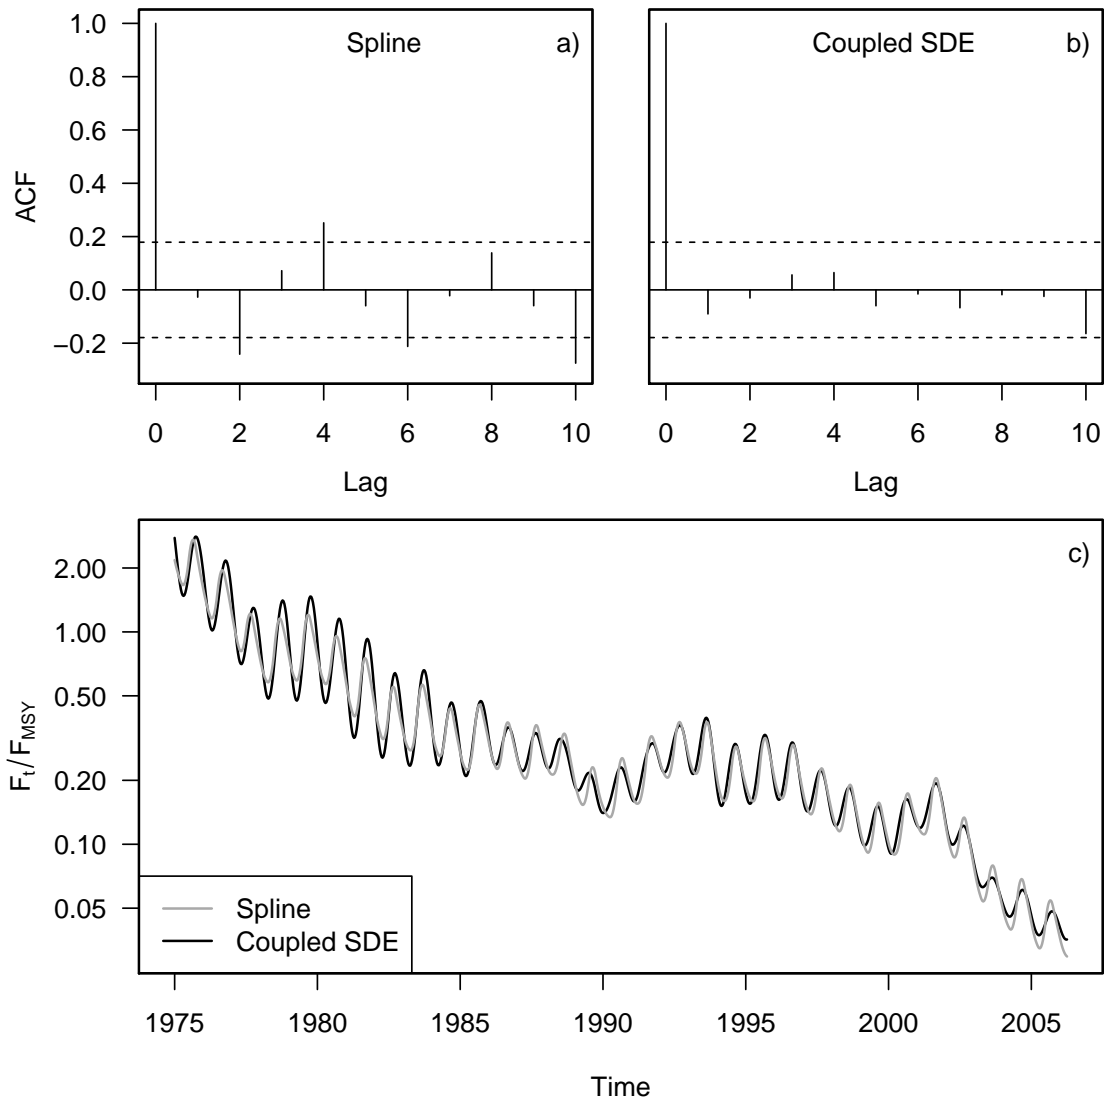 Spline a)
Coupled SDE b)
ACF
1.0
0.8
0.6
0.4
0.2
0.0
−0.2
0 2 4 6 8 10
0 2 4 6 8 10
Lag
Lag
c)
F_t / F_MSY
2.00
1.00
0.50
0.20
0.10
0.05
Spline
Coupled SDE
1975 1980 1985 1990 1995 2000 2005
Time